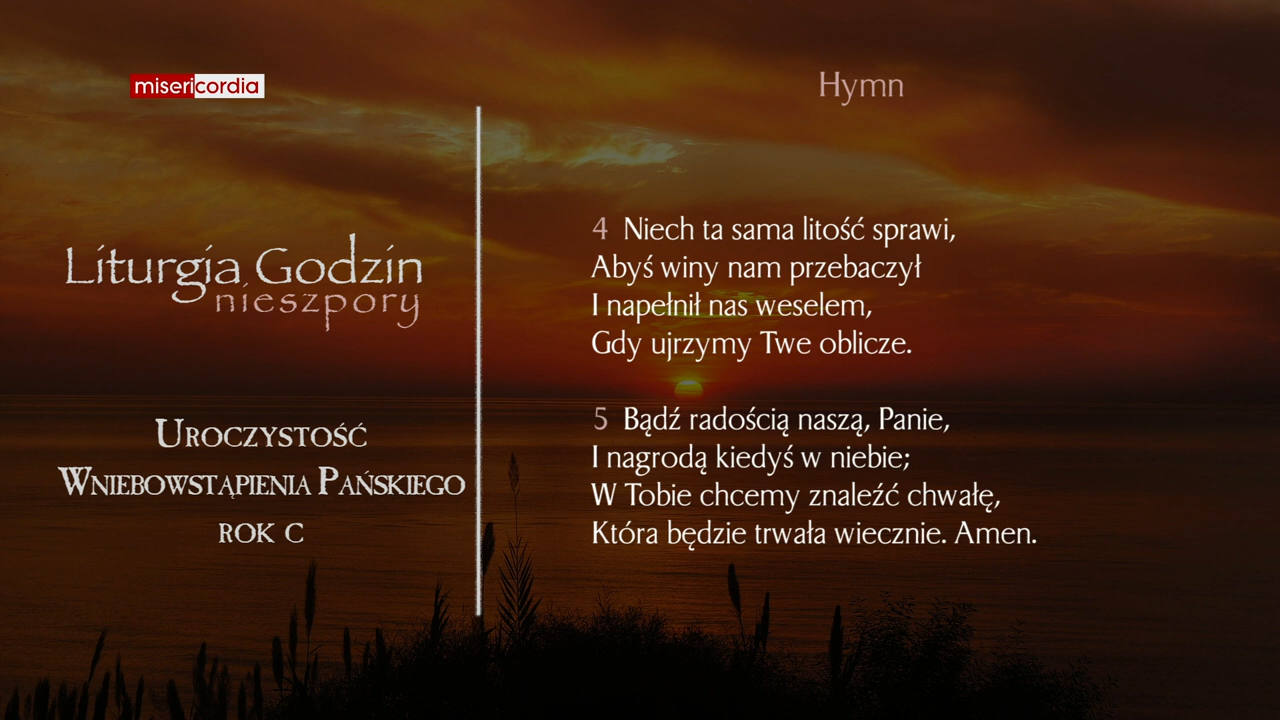 misericordia
Liturgia Godzin
nieszpory
Uroczystość
Wniebowstąpienia Pańskiego
rok C
Hymn
4 Niech ta sama litość sprawi,
Abyś winy nam przebaczył
I napełnił nas weselem,
Gdy ujrzymy Twe oblicze.
5 Bądź radością naszą, Panie,
I nagrodą kiedyś w niebie;
W Tobie chcemy znaleźć chwałę,
Która będzie trwała wiecznie. Amen.